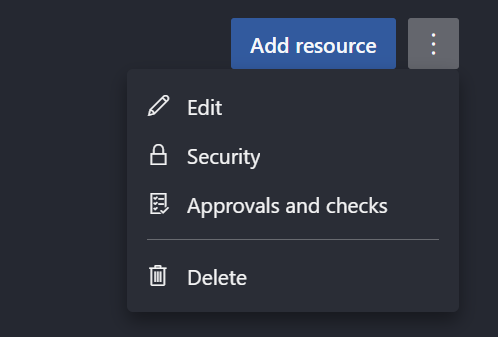 Add resource
Edit
Security
Approvals and checks
Delete